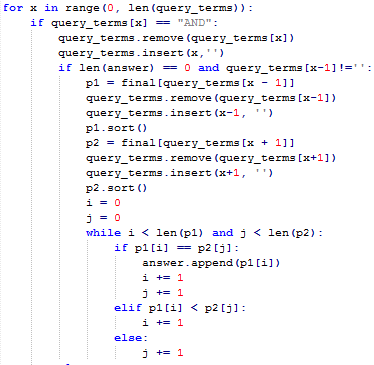 for x in range(0, len(query_terms)):
    if query_terms[x] == "AND":
        query_terms.remove(query_terms[x])
        query_terms.insert(x,'')
        if len(answer) == 0 and query_terms[x-1]!='':
            p1 = final[query_terms[x - 1]]
            query_terms.remove(query_terms[x-1])
            query_terms.insert(x-1, '')
            p1.sort()
            p2 = final[query_terms[x + 1]]
            query_terms.remove(query_terms[x+1])
            query_terms.insert(x+1, '')
            p2.sort()
            i = 0
            j = 0
            while i < len(p1) and j < len(p2):
                if p1[i] == p2[j]:
                    answer.append(p1[i])
                    i += 1
                    j += 1
                elif p1[i] < p2[j]:
                    i += 1
                else:
                    j += 1